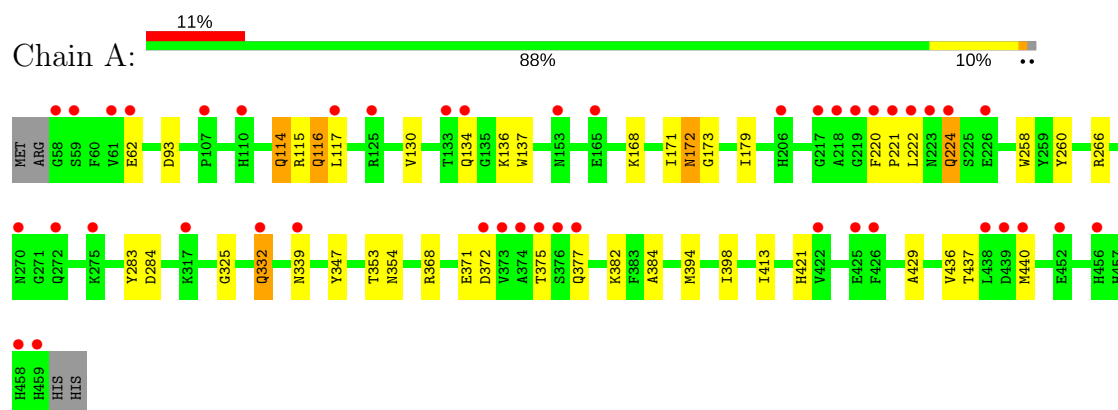 11%
Chain A:
88% 10% ••
MET ARG G58 S59 F60 V61 E62 D93 P107 H110 Q114 R115 Q116 L117 R125 V130 T133 Q134 G135 K136 W137 N153 E165 K168 I171 N172 G173 I179 H206 G217 A218 G219 F220 P221 L222 N223 Q224 S225 E226 W258 Y259 Y260 R266
N270 G271 Q272 K275 Y283 D284 K317 G325 Q332 N339 Y347 T353 N354 R368 E371 D372 V373 A374 T375 S376 Q377 K382 F383 A384 M394 I398 I413 H421 V422 E425 F426 A429 V436 T437 L438 D439 M440 E452 H456 H457
H458 H459 HIS HIS